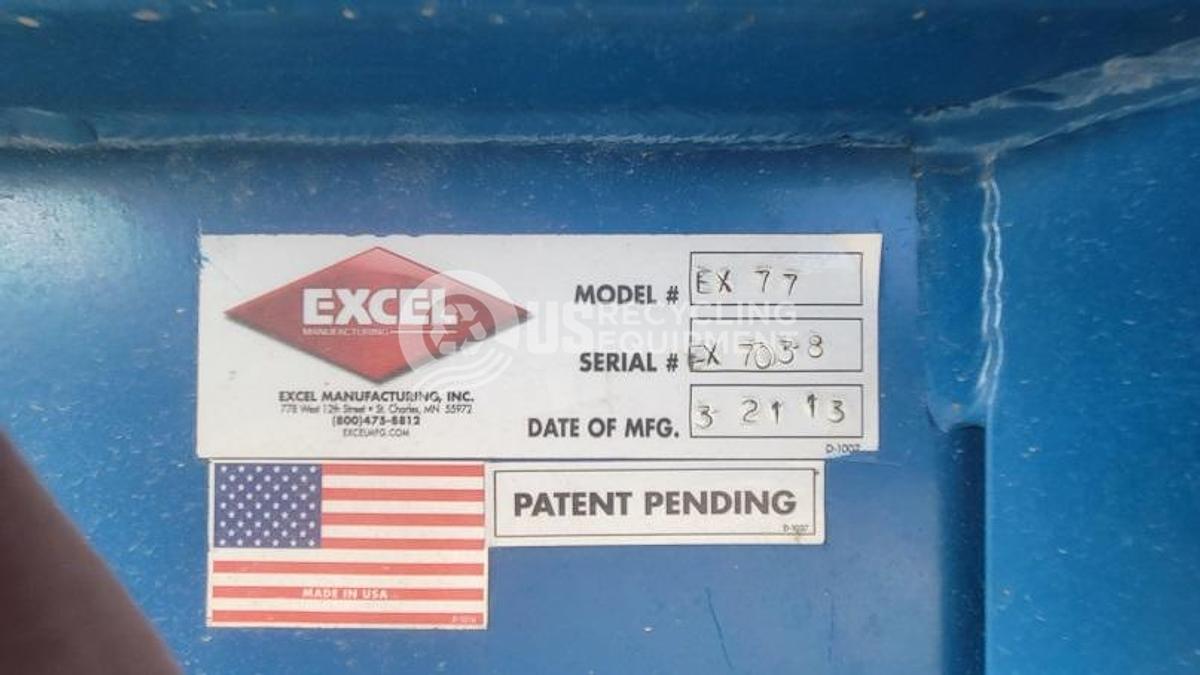 EXCEL
MANUFACTURING
EXCEL MANUFACTURING, INC.
778 West 12th Street • St. Charles, MN 55972
(800)475-8812
EXCELMFG.COM
MODEL # EX 77
SERIAL # EX 7038
DATE OF MFG. 3 21 13
D-1007
US RECYCLING
EQUIPMENT
MADE IN USA
PATENT PENDING
D-1037